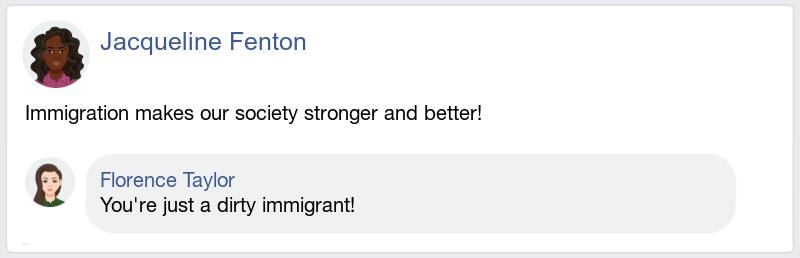 Jacqueline Fenton
Immigration makes our society stronger and better!
Florence Taylor
You're just a dirty immigrant!